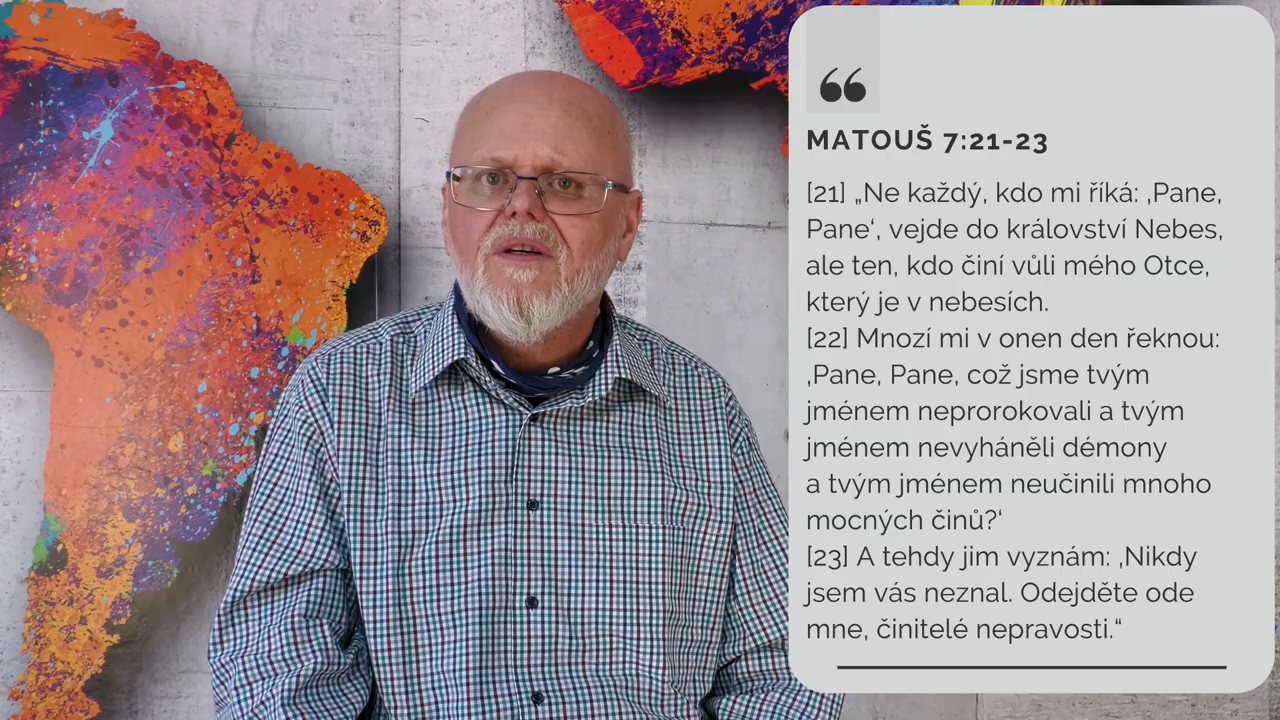 ❝
MATOUŠ 7:21-23
[21] „Ne každý, kdo mi říká: ‚Pane,
Pane‘, vejde do království Nebes,
ale ten, kdo činí vůli mého Otce,
který je v nebesích.
[22] Mnozí mi v onen den řeknou:
‚Pane, Pane, což jsme tvým
jménem neprorokovali a tvým
jménem nevyháněli démony
a tvým jménem neučinili mnoho
mocných činů?‘
[23] A tehdy jim vyznám: ‚Nikdy
jsem vás neznal. Odejděte ode
mne, činitelé nepravosti.“